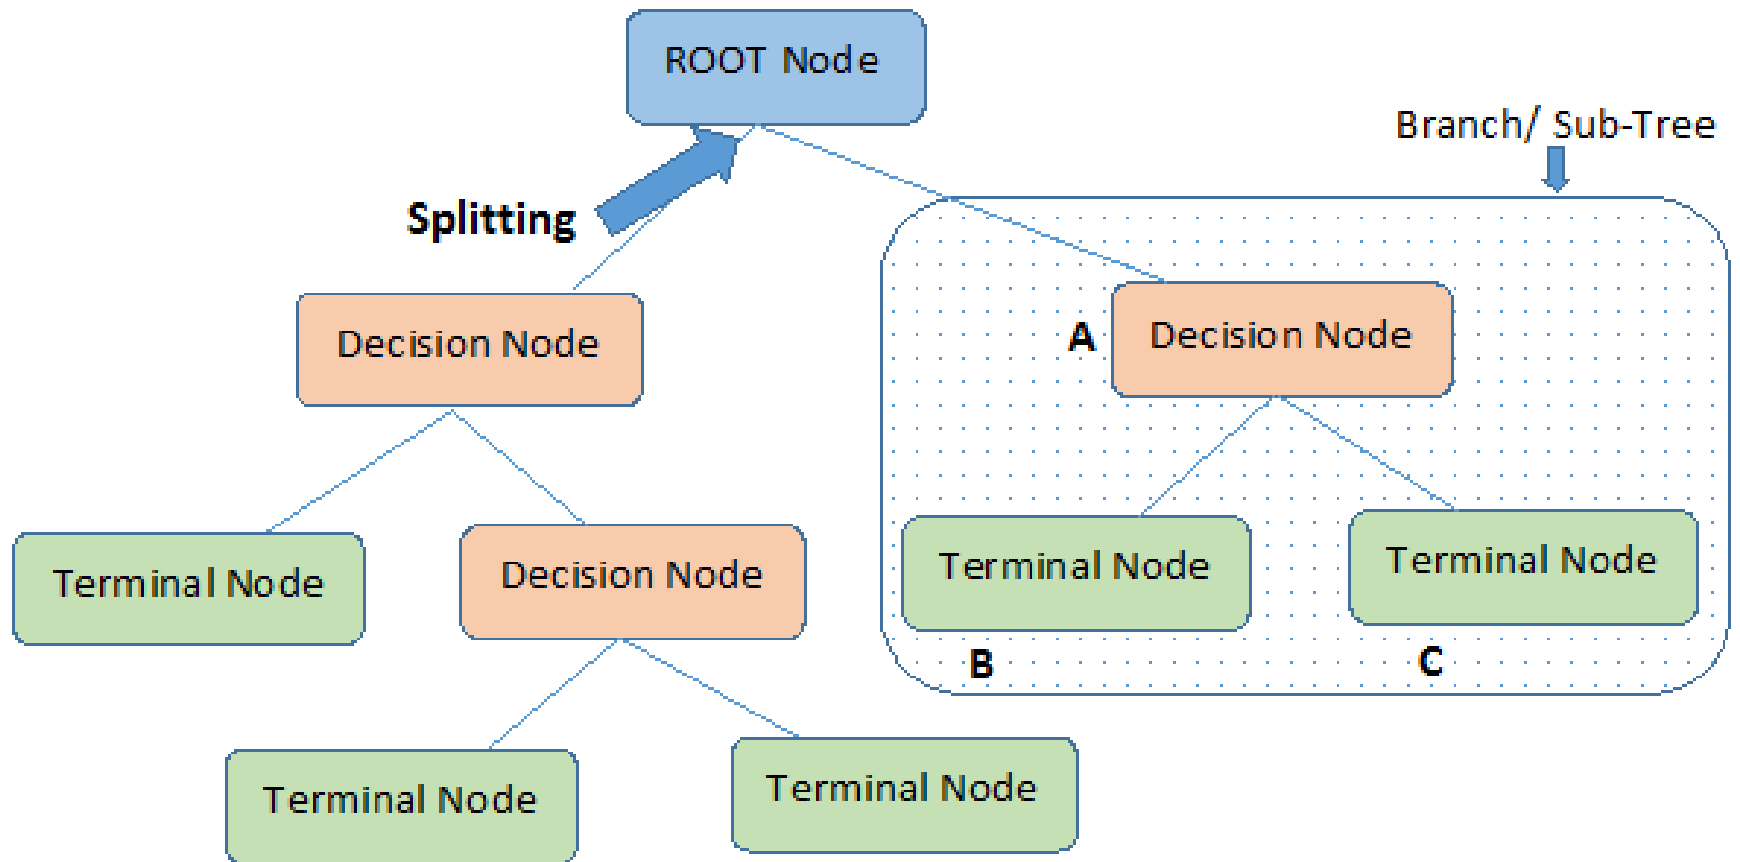 ROOT Node
Branch/ Sub-Tree
Splitting
Decision Node
A
Decision Node
Terminal Node
Decision Node
Terminal Node
Terminal Node
B
C
Terminal Node
Terminal Node